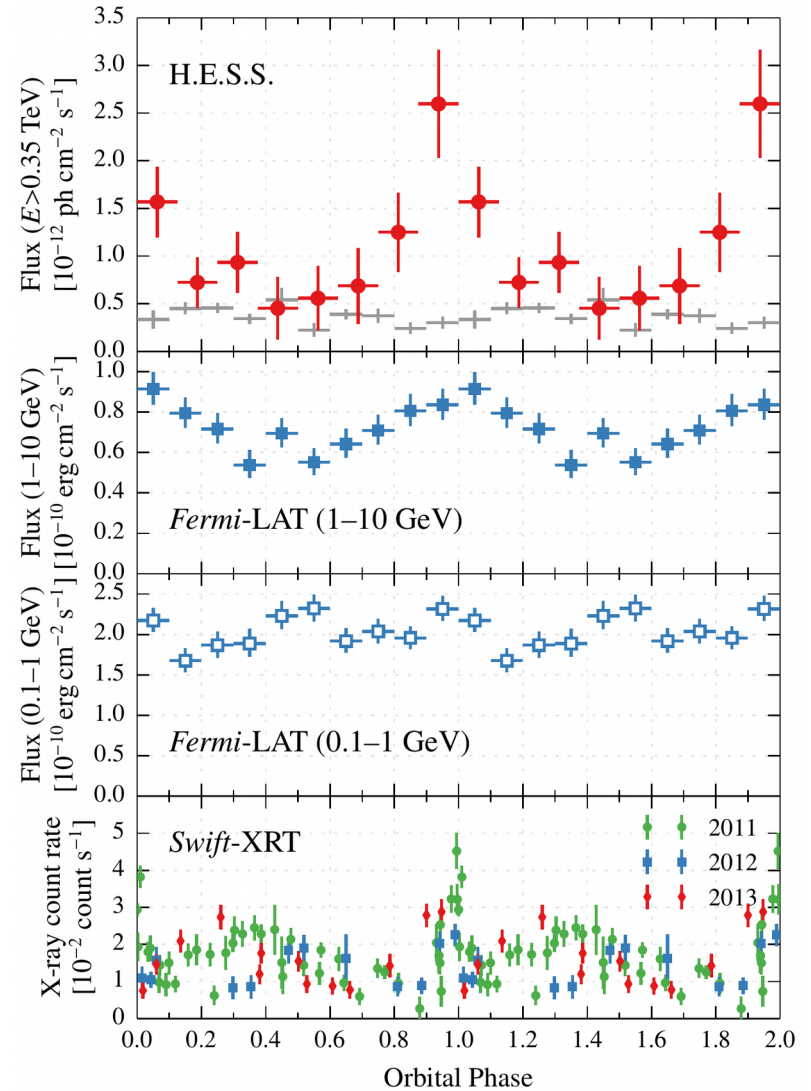 3.5
3.0
2.5
2.0
1.5
1.0
0.5
0.0
Flux (E>0.35 TeV)
[10⁻¹² ph cm⁻² s⁻¹]
H.E.S.S.
1.0
0.8
0.6
0.4
0.2
0.0
Flux (1–10 GeV)
[10⁻¹⁰ erg cm⁻² s⁻¹]
Fermi-LAT (1–10 GeV)
2.5
2.0
1.5
1.0
0.5
0.0
Flux (0.1–1 GeV)
[10⁻¹⁰ erg cm⁻² s⁻¹]
Fermi-LAT (0.1–1 GeV)
5
4
3
2
1
0
X-ray count rate
[10⁻² count s⁻¹]
Swift-XRT
2011
2012
2013
0.0 0.2 0.4 0.6 0.8 1.0 1.2 1.4 1.6 1.8 2.0
Orbital Phase